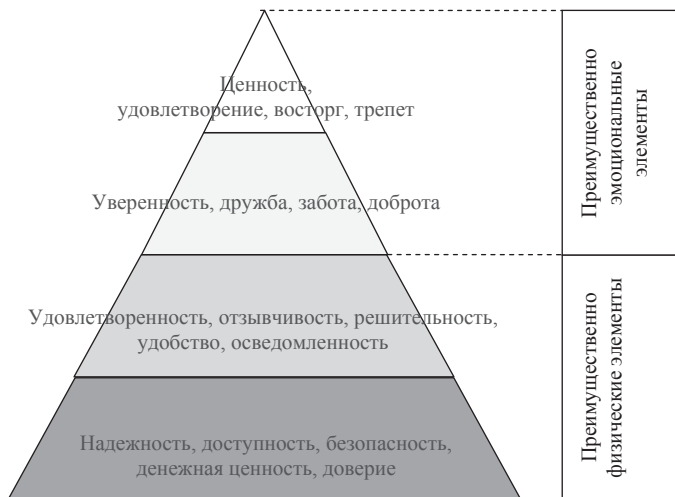 Ценность,
удовлетворение, восторг, трепет
Уверенность, дружба, забота, доброта
Удовлетворенность, отзывчивость, решительность,
удобство, осведомленность
Надежность, доступность, безопасность,
денежная ценность, доверие
Преимущественно
эмоциональные
элементы
Преимущественно
физические элементы